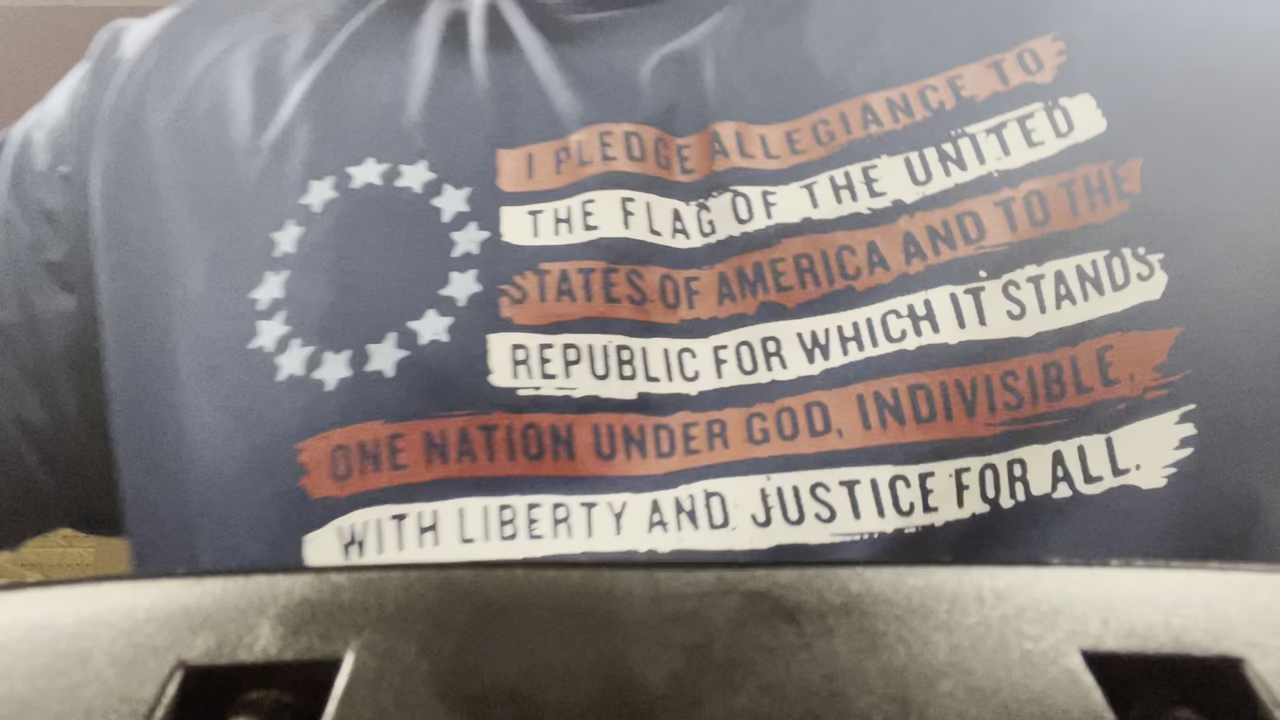 I PLEDGE ALLEGIANCE TO
THE FLAG OF THE UNITED
STATES OF AMERICA AND TO THE
REPUBLIC FOR WHICH IT STANDS
ONE NATION UNDER GOD, INDIVISIBLE,
WITH LIBERTY AND JUSTICE FOR ALL.